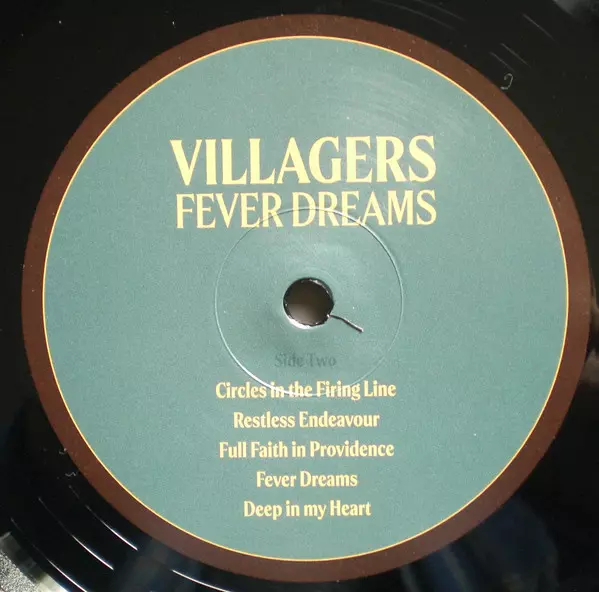 VILLAGERS
FEVER DREAMS
Side Two
Circles in the Firing Line
Restless Endeavour
Full Faith in Providence
Fever Dreams
Deep in my Heart